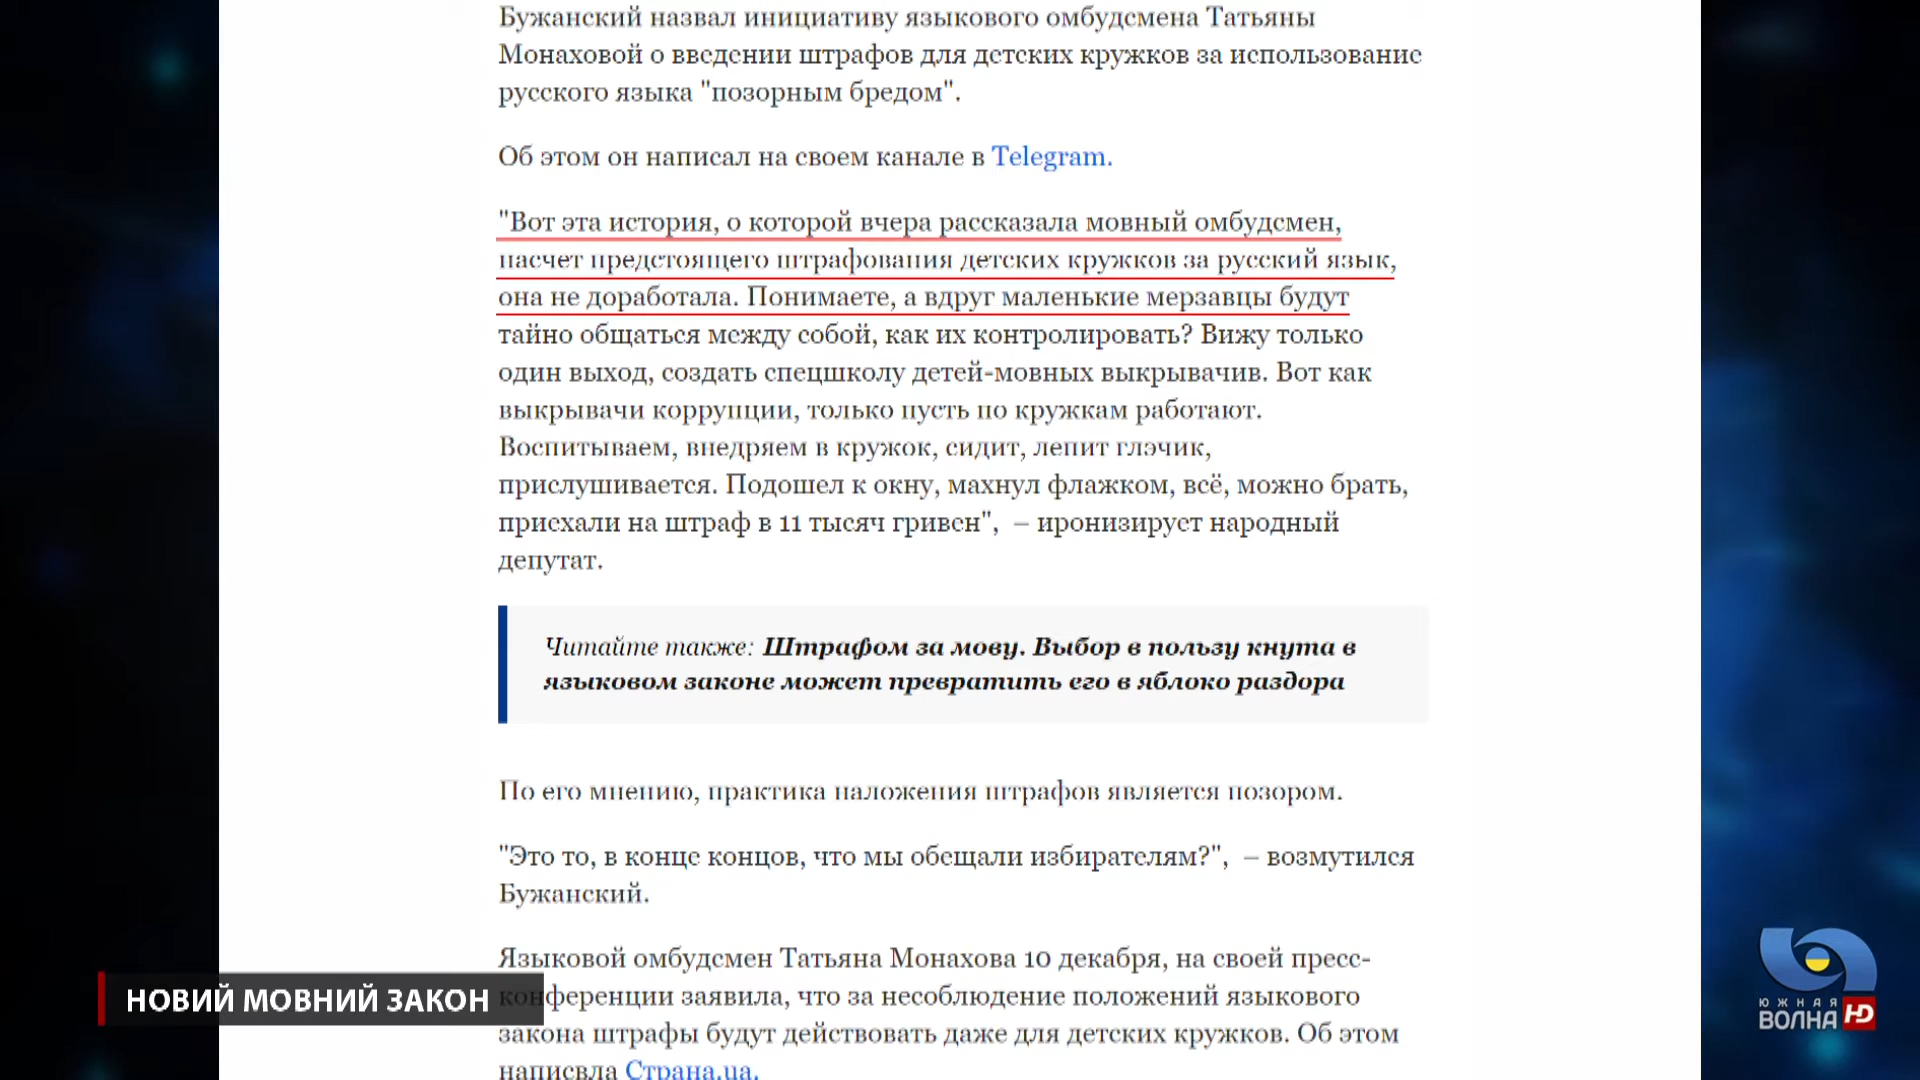 Бужанский назвал инициативу языкового омбудсмена Татьяны
Монаховой о введении штрафов для детских кружков за использование
русского языка "позорным бредом".
Об этом он написал на своем канале в Telegram.
"Вот эта история, о которой вчера рассказала мовный омбудсмен,
насчет предстоящего штрафования детских кружков за русский язык,
она не доработала. Понимаете, а вдруг маленькие мерзавцы будут
тайно общаться между собой, как их контролировать? Вижу только
один выход, создать спецшколу детей-мовных выкрывачив. Вот как
выкрывачи коррупции, только пусть по кружкам работают.
Воспитываем, внедряем в кружок, сидит, лепит глэчик,
прислушивается. Подошел к окну, махнул флажком, всё, можно брать,
приехали на штраф в 11 тысяч гривен", – иронизирует народный
депутат.
Читайте также: Штрафом за мову. Выбор в пользу кнута в
языковом законе может превратить его в яблоко раздора
По его мнению, практика наложения штрафов является позором.
"Это то, в конце концов, что мы обещали избирателям?", – возмутился
Бужанский.
Языковой омбудсмен Татьяна Монахова 10 декабря, на своей пресс-
конференции заявила, что за несоблюдение положений языкового
закона штрафы будут действовать даже для детских кружков. Об этом
написвла Страна.ua.
НОВИЙ МОВНИЙ ЗАКОН
ЮЖНАЯ
ВОЛНА HD